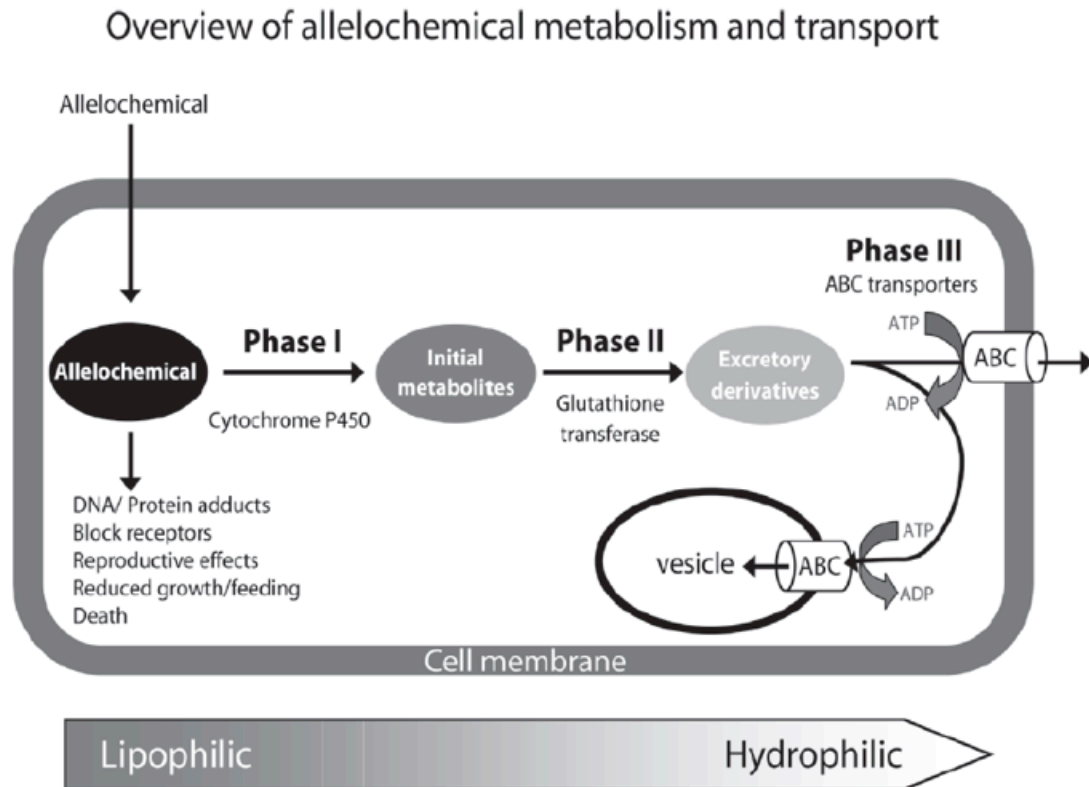 Overview of allelochemical metabolism and transport
Allelochemical
Phase III
ABC transporters
ATP
ABC
ADP
Allelochemical
Phase I
Cytochrome P450
Initial
metabolites
Phase II
Glutathione
transferase
Excretory
derivatives
DNA/ Protein adducts
Block receptors
Reproductive effects
Reduced growth/feeding
Death
vesicle
ABC
ATP
ADP
Cell membrane
Lipophilic
Hydrophilic